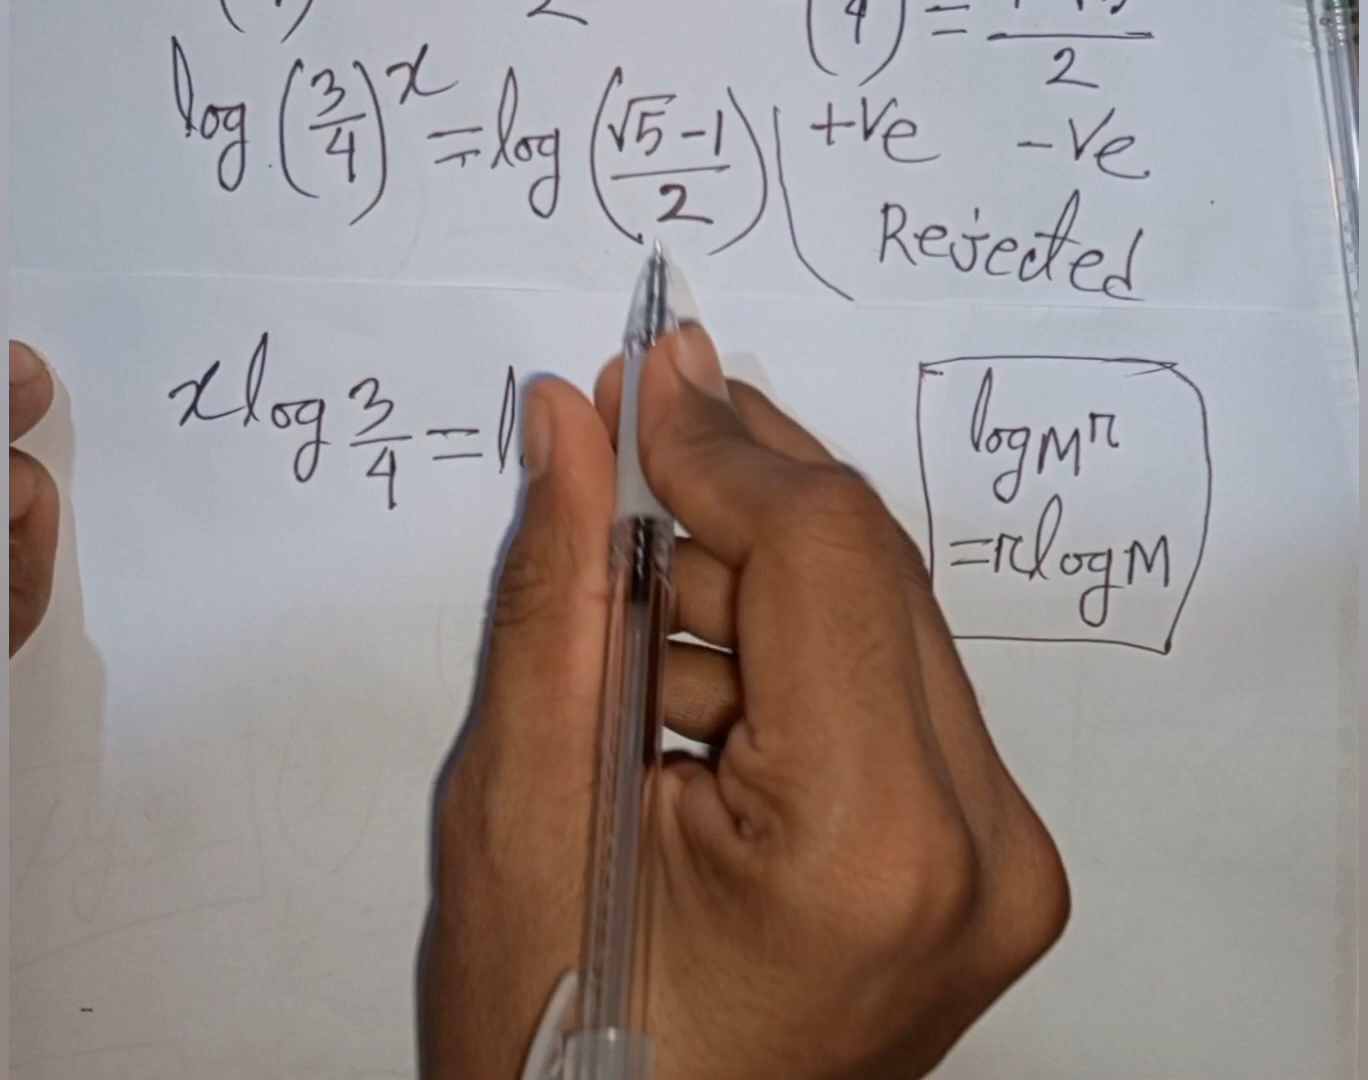 log (3/4)^x = log ((√5-1)/2)
+ve -ve
Rejected
x log 3/4 = l
log M^r
= r log M